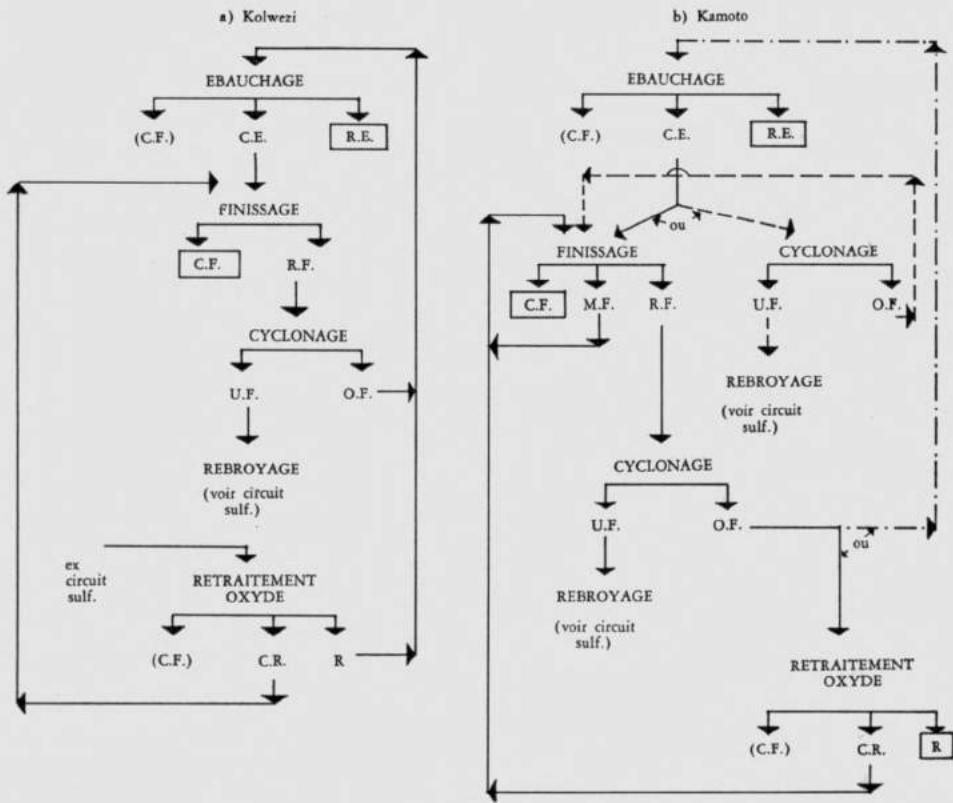 a) Kolwezi
EBAUCHAGE
(C.F.) C.E. R.E.
FINISSAGE
C.F. R.F.
CYCLONAGE
U.F. O.F.
REBROYAGE
(voir circuit
sulf.)
ex
circuit
sulf.
RETRAITEMENT
OXYDE
(C.F.) C.R. R
b) Kamoto
EBAUCHAGE
(C.F.) C.E. R.E.
ou
FINISSAGE
CYCLONAGE
C.F. M.F. R.F.
U.F. O.F.
REBROYAGE
(voir circuit
sulf.)
CYCLONAGE
U.F. O.F.
ou
REBROYAGE
(voir circuit
sulf.)
RETRAITEMENT
OXYDE
(C.F.) C.R. R